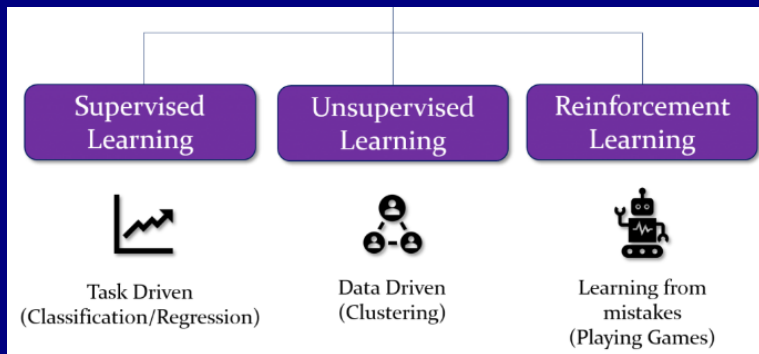 Supervised
Learning
Unsupervised
Learning
Reinforcement
Learning
Task Driven
(Classification/Regression)
Data Driven
(Clustering)
Learning from
mistakes
(Playing Games)